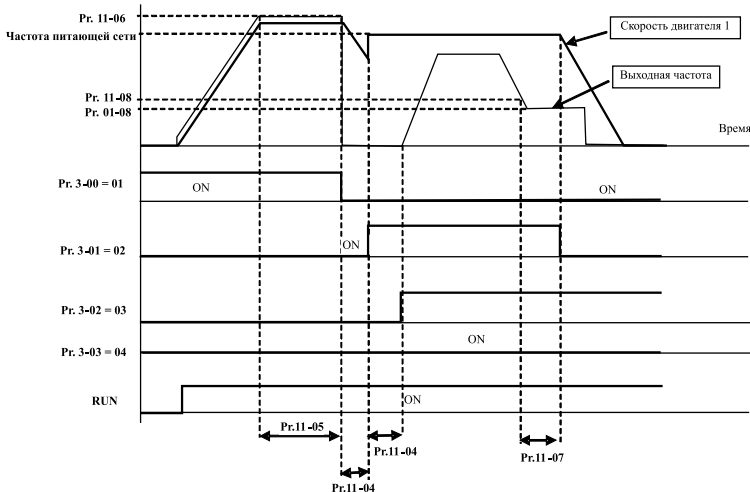 Pr. 11-06
Частота питающей сети
Скорость двигателя 1
Выходная частота
Pr. 11-08
Pr. 01-08
Время
Pr. 3-00 = 01
ON
ON
Pr. 3-01 = 02
ON
Pr. 3-02 = 03
ON
Pr. 3-03 = 04
RUN
ON
Pr.11-05
Pr.11-04
Pr.11-07
Pr.11-04